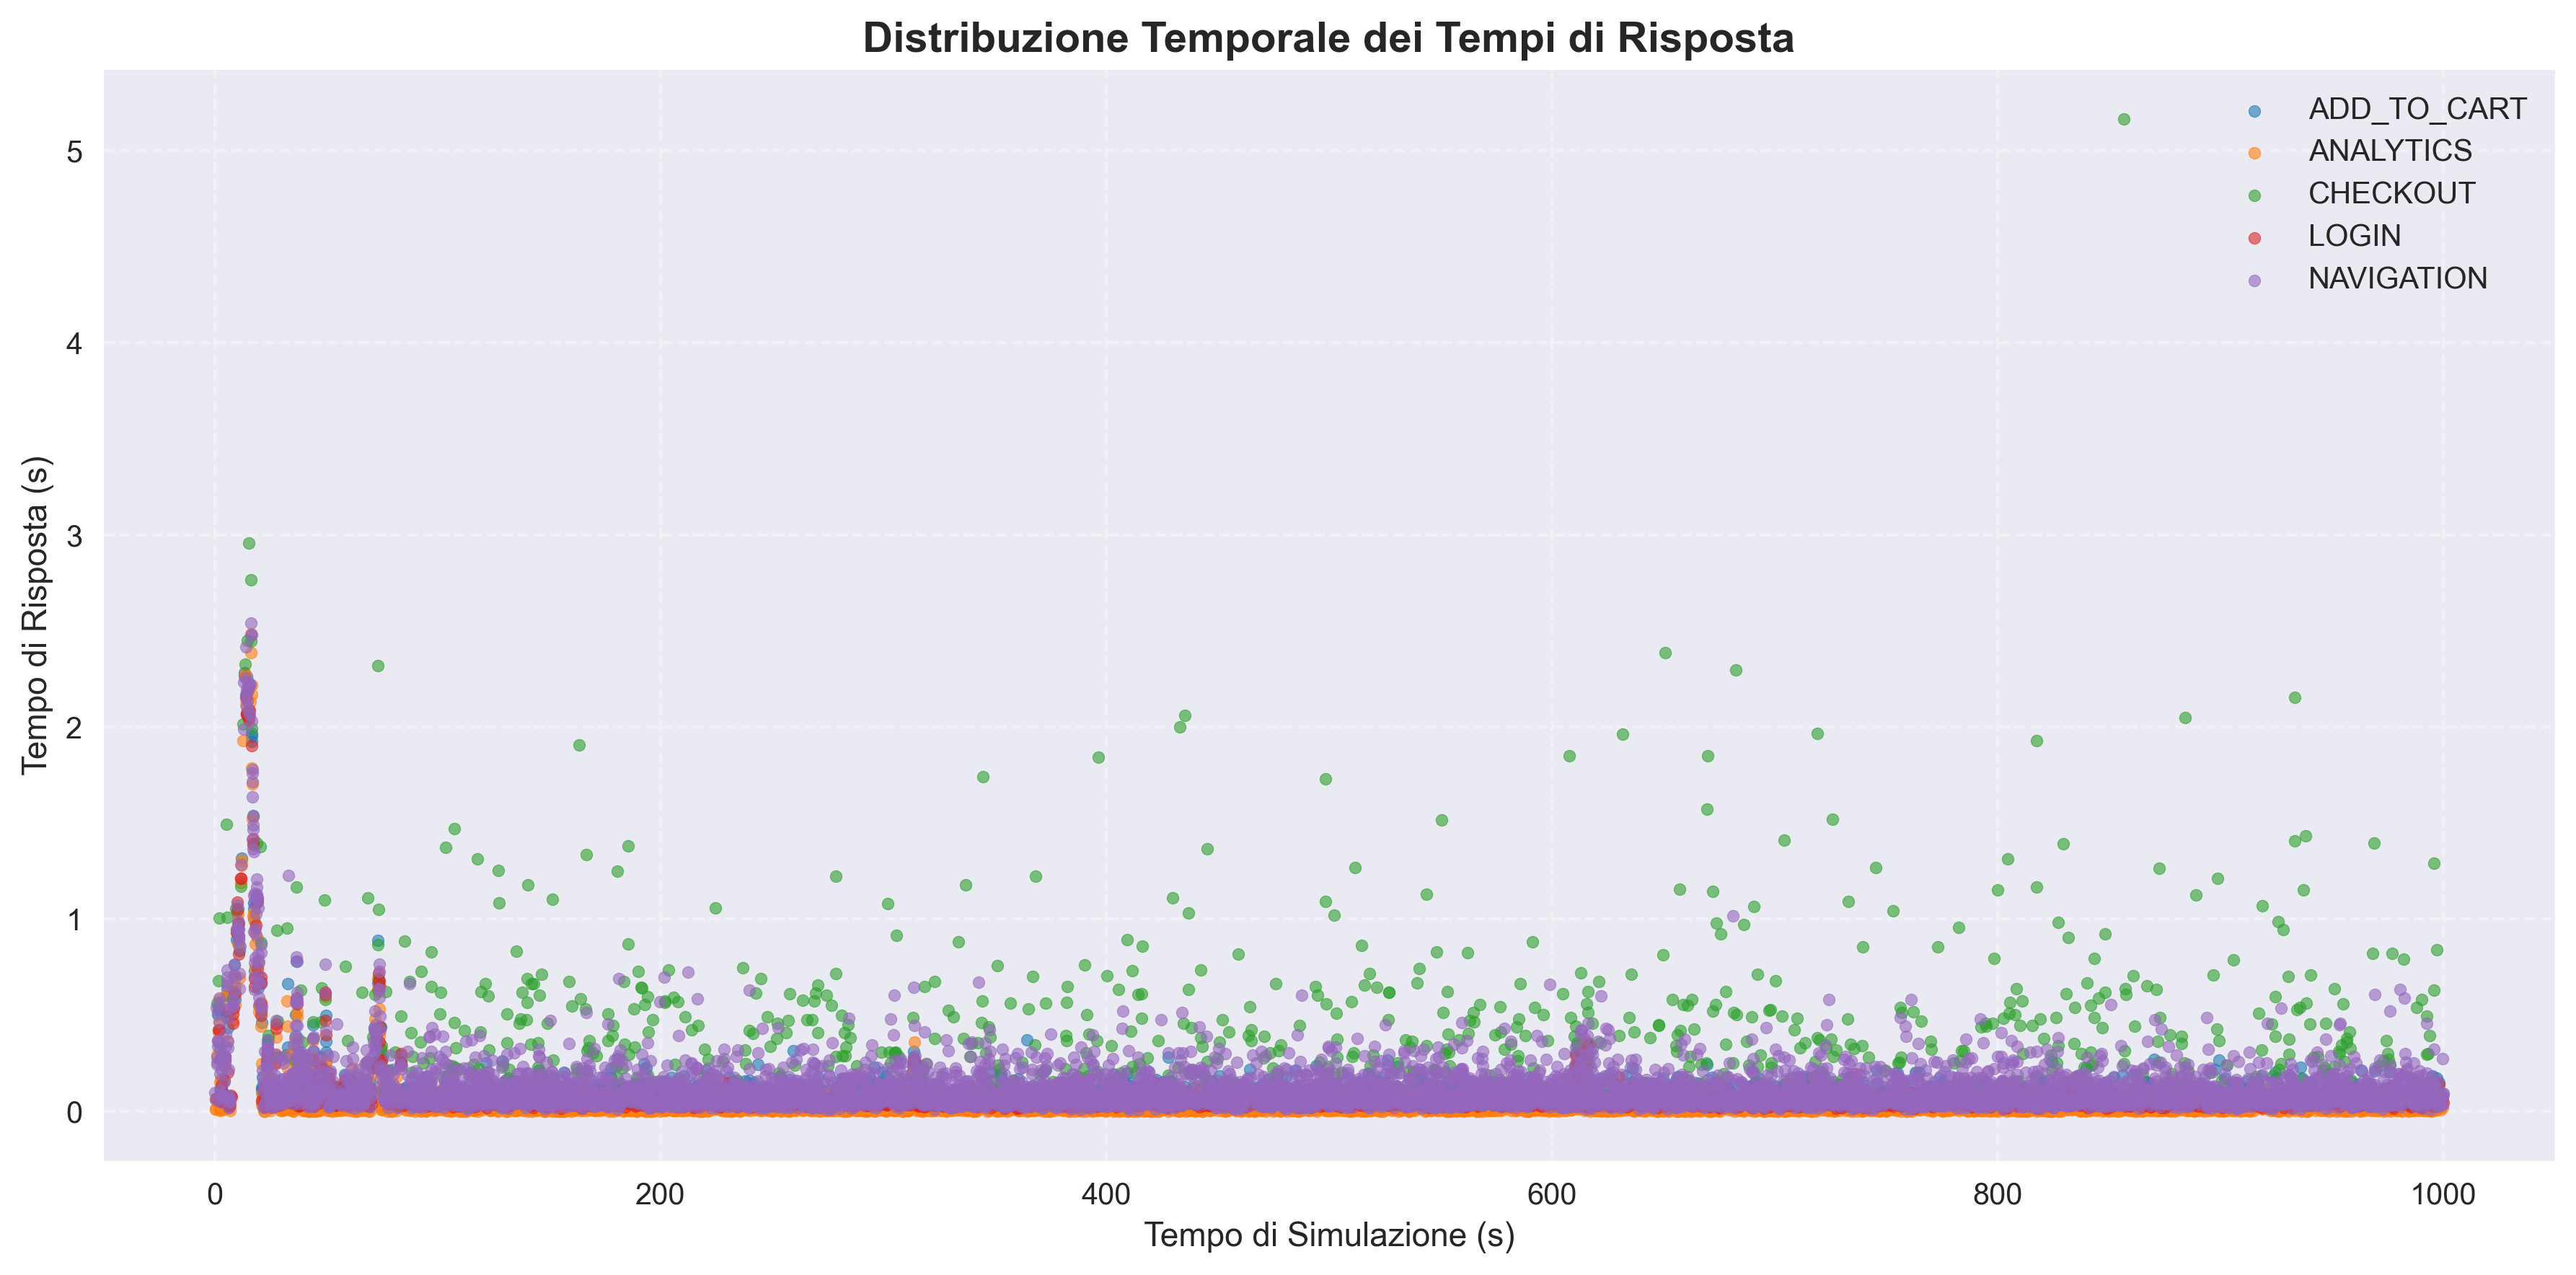 Distribuzione Temporale dei Tempi di Risposta
ADD_TO_CART
ANALYTICS
CHECKOUT
LOGIN
NAVIGATION
Tempo di Risposta (s)
5
4
3
2
1
0
0 200 400 600 800 1000
Tempo di Simulazione (s)